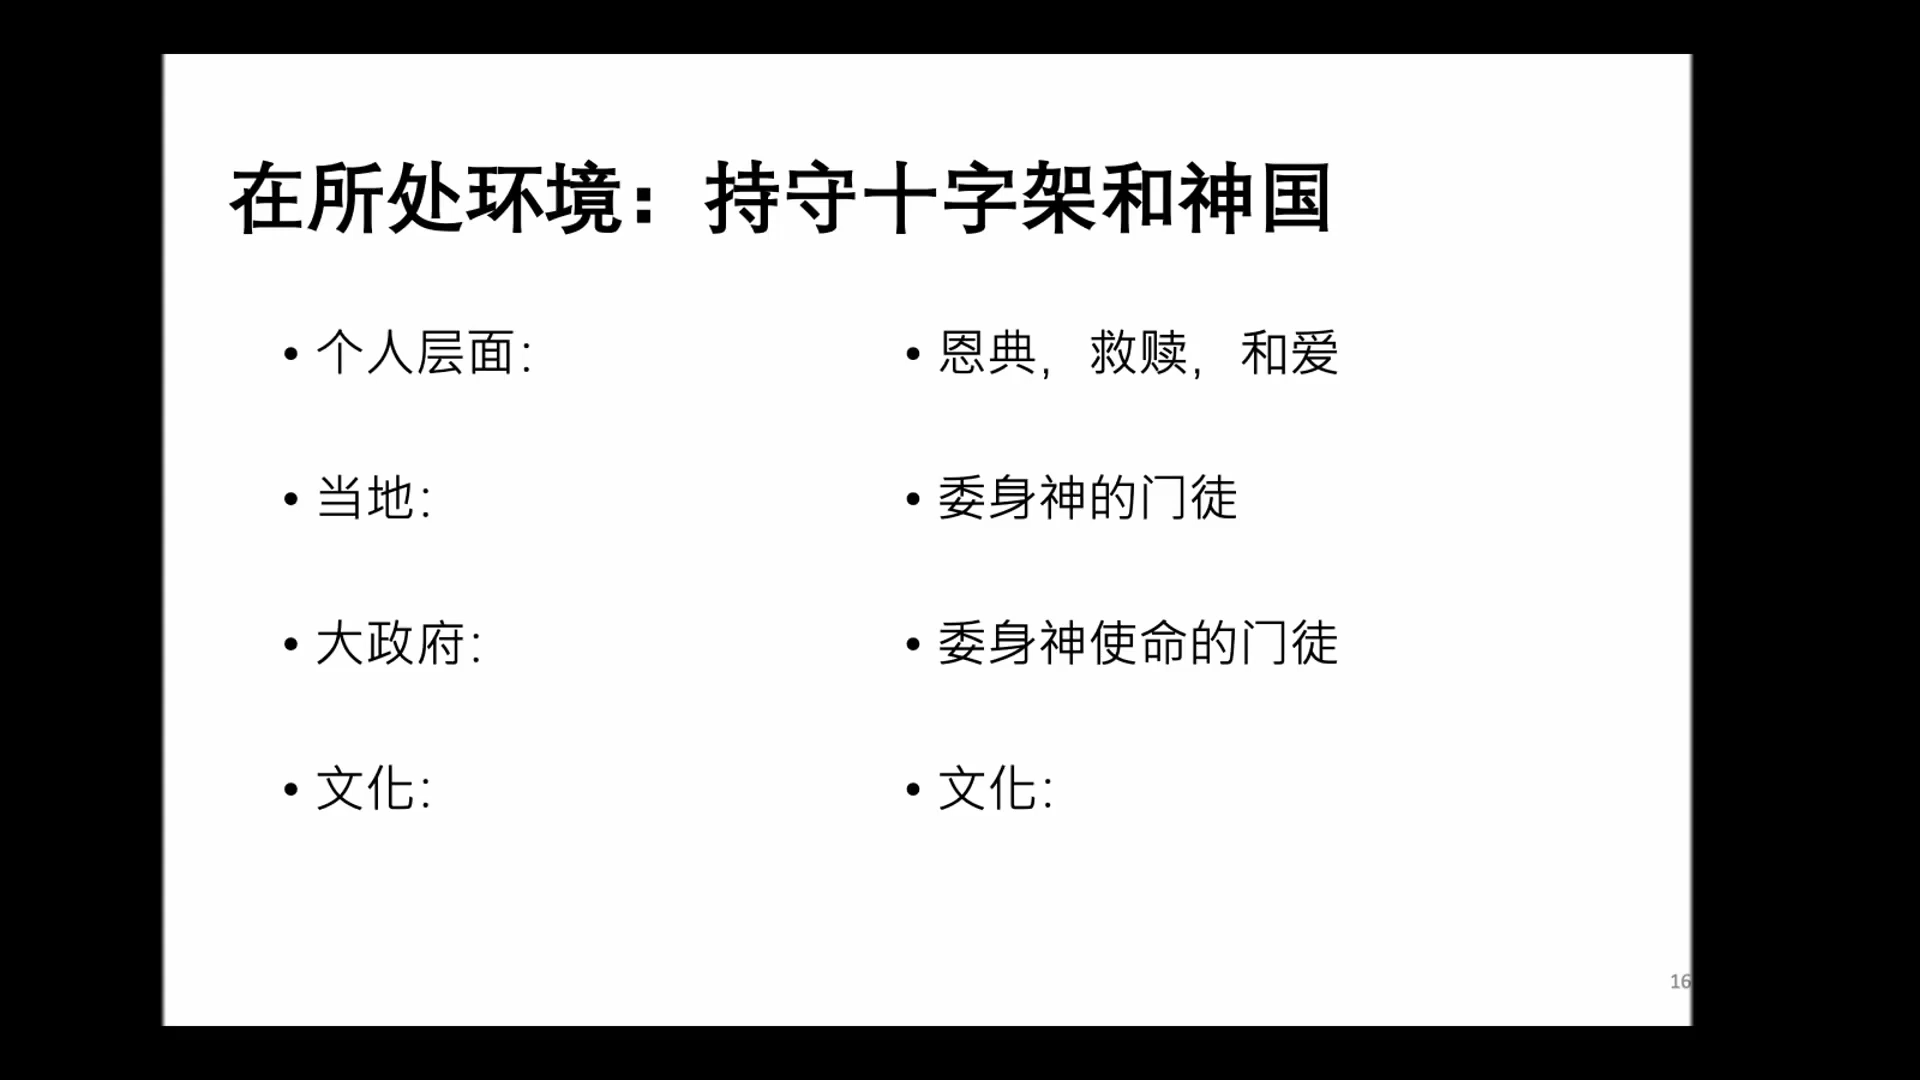 在所处环境：持守十字架和神国
• 个人层面：
• 当地：
• 大政府：
• 文化：
• 恩典，救赎，和爱
• 委身神的门徒
• 委身神使命的门徒
• 文化：
16